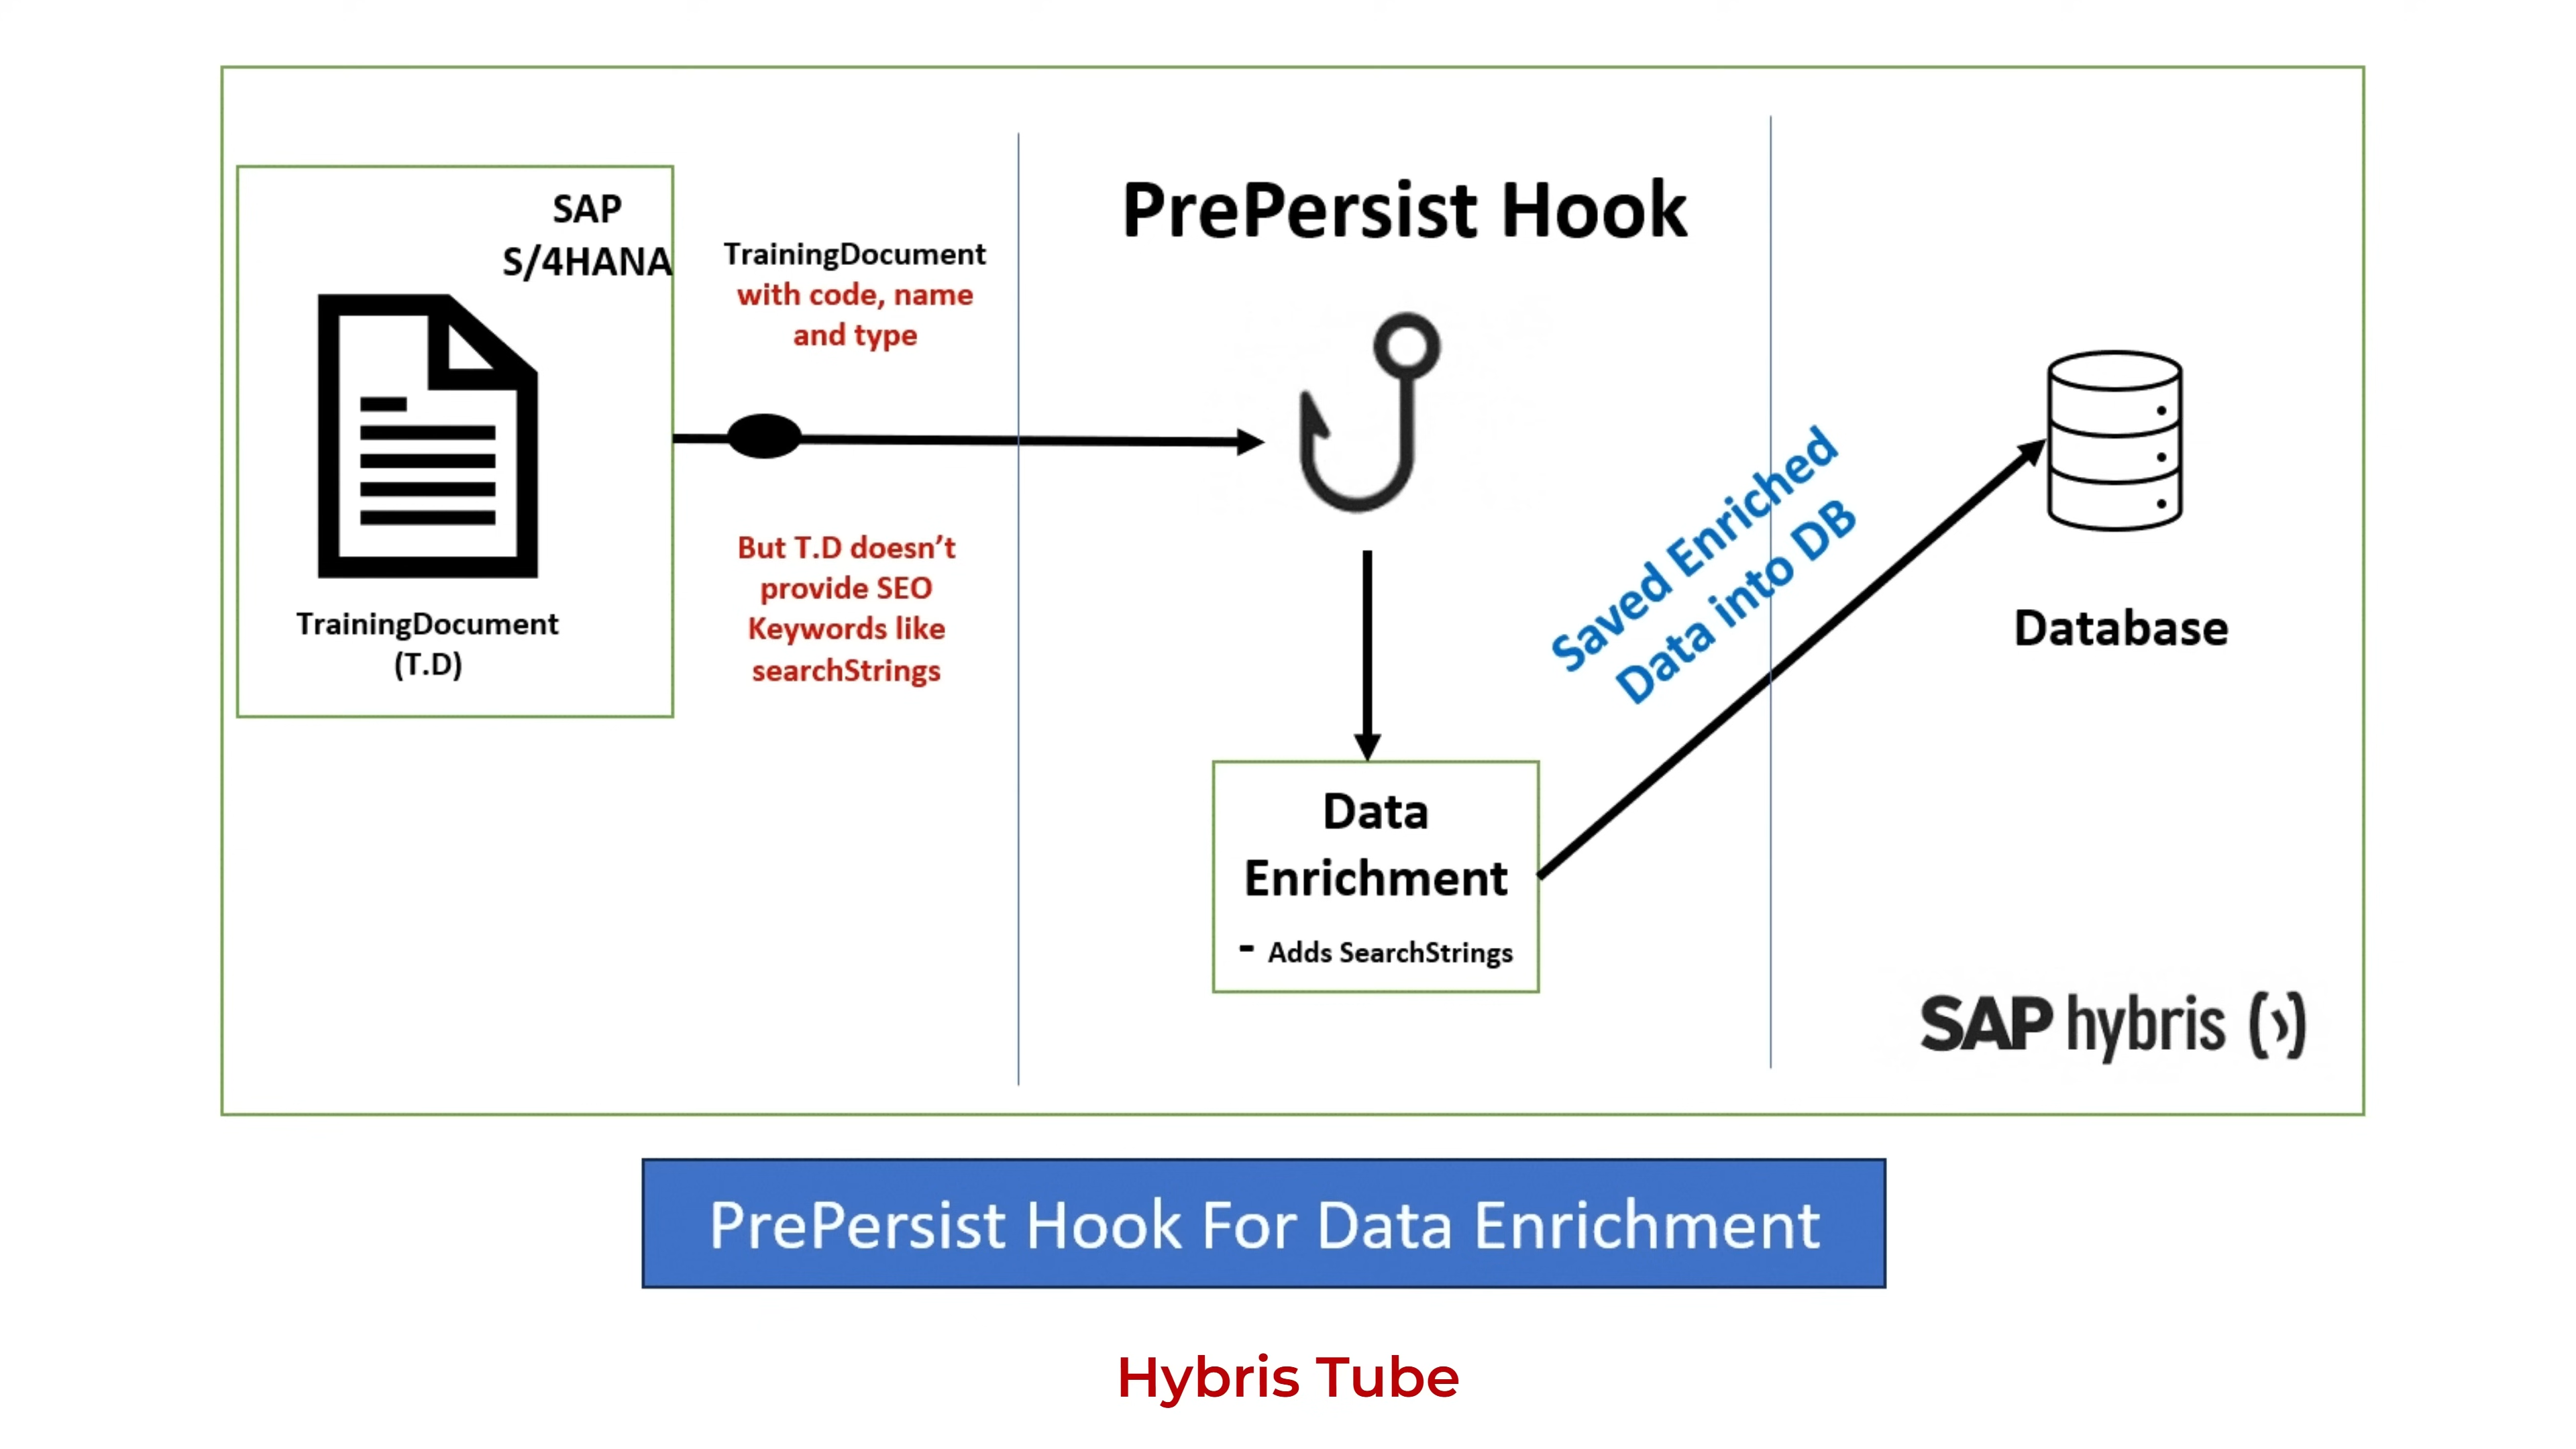 SAP
S/4HANA
TrainingDocument
(T.D)
TrainingDocument
with code, name
and type
But T.D doesn’t
provide SEO
Keywords like
searchStrings
PrePersist Hook
Data
Enrichment
- Adds SearchStrings
Saved Enriched
Data into DB
Database
SAP hybris
PrePersist Hook For Data Enrichment
Hybris Tube